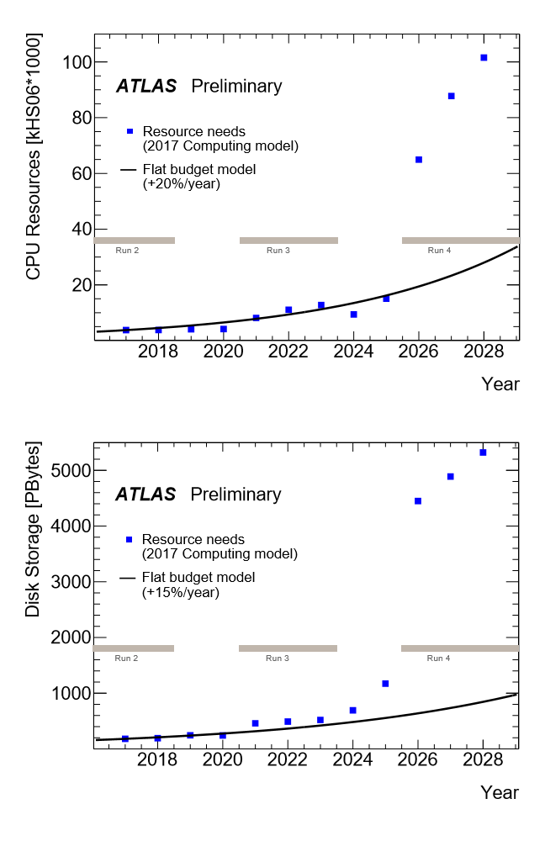 CPU Resources [kHS06*1000]
100
80
60
40
20
ATLAS Preliminary
Resource needs
(2017 Computing model)
Flat budget model
(+20%/year)
Run 2 Run 3 Run 4
2018 2020 2022 2024 2026 2028
Year
Disk Storage [PBytes]
5000
4000
3000
2000
1000
ATLAS Preliminary
Resource needs
(2017 Computing model)
Flat budget model
(+15%/year)
Run 2 Run 3 Run 4
2018 2020 2022 2024 2026 2028
Year